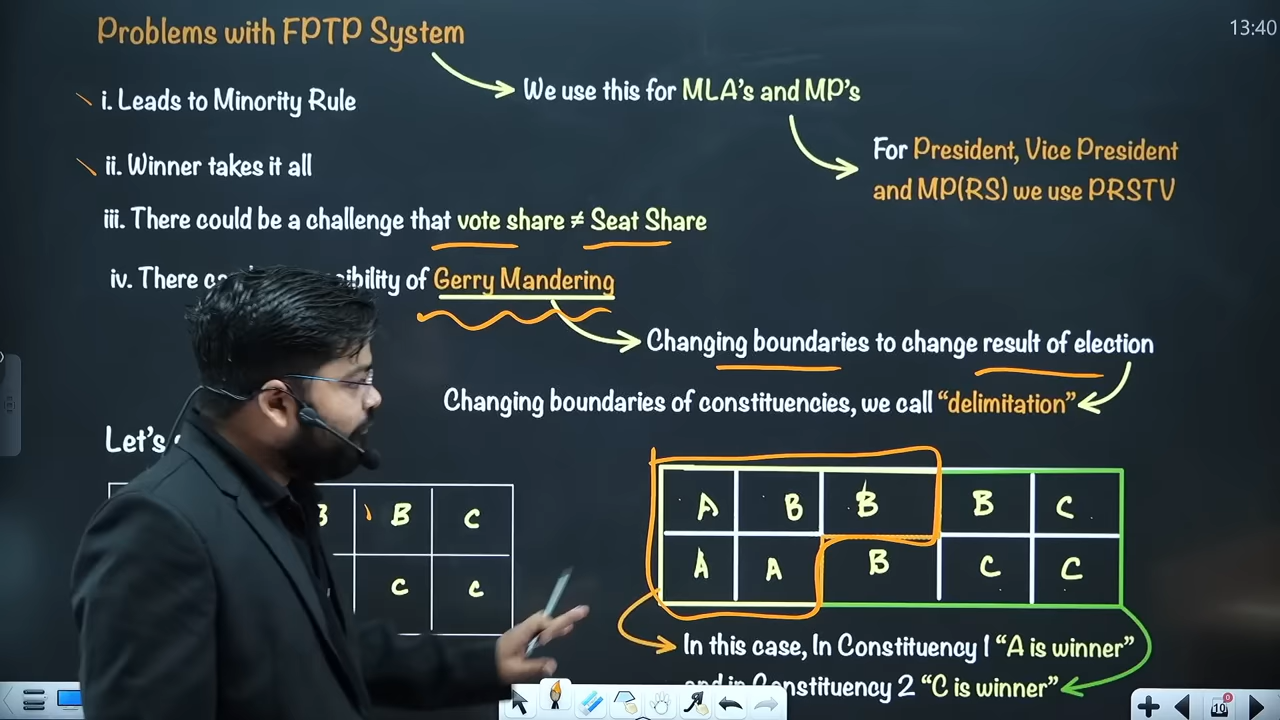 Problems with FPTP System
13:40
We use this for MLA's and MP's
i. Leads to Minority Rule
For President, Vice President
and MP(RS) we use PRSTV
ii. Winner takes it all
iii. There could be a challenge that vote share ≠ Seat Share
iv. There of Gerry Mandering
Changing boundaries to change result of election
Changing boundaries of constituencies, we call "delimitation"
Let's
B B C
C C
A B B B C
A A B C C
In this case, In Constituency 1 "A is winner"
in Constituency 2 "C is winner"
10